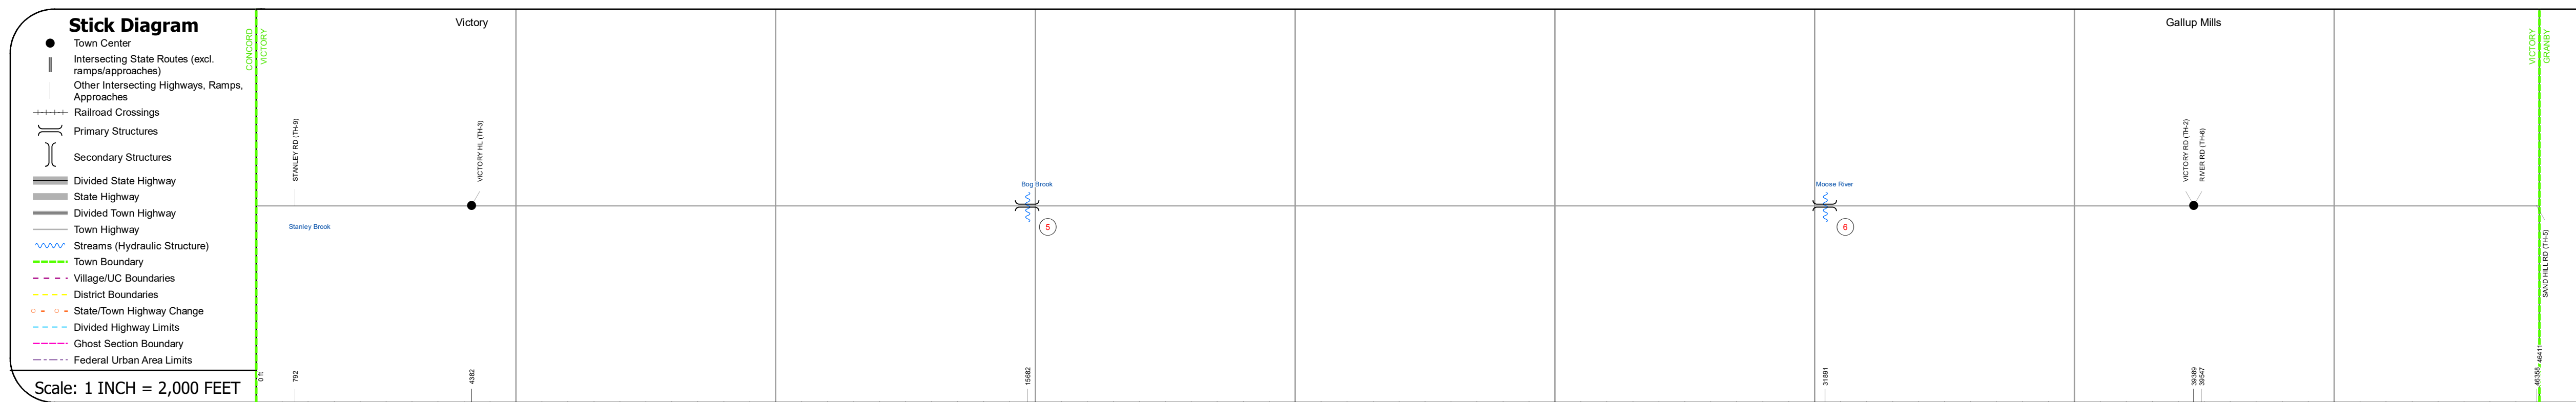 Stick Diagram
Town Center
Intersecting State Routes (excl.
ramps/approaches)
Other Intersecting Highways, Ramps,
Approaches
Railroad Crossings
Primary Structures
Secondary Structures
Divided State Highway
State Highway
Divided Town Highway
Town Highway
Streams (Hydraulic Structure)
Town Boundary
Village/UC Boundaries
District Boundaries
State/Town Highway Change
Divided Highway Limits
Ghost Section Boundary
Federal Urban Area Limits
Scale: 1 INCH = 2,000 FEET
CONCORD
VICTORY
Victory
Gallup Mills
VICTORY
GRANBY
STANLEY RD (TH-9)
VICTORY HL (TH-3)
VICTORY RD (TH-2)
RIVER RD (TH-6)
Stanley Brook
Bog Brook
5
Moose River
6
SAND HILL RD (TH-5)
0 ft
792
4382
15682
31891
39389
39547
46358
46411